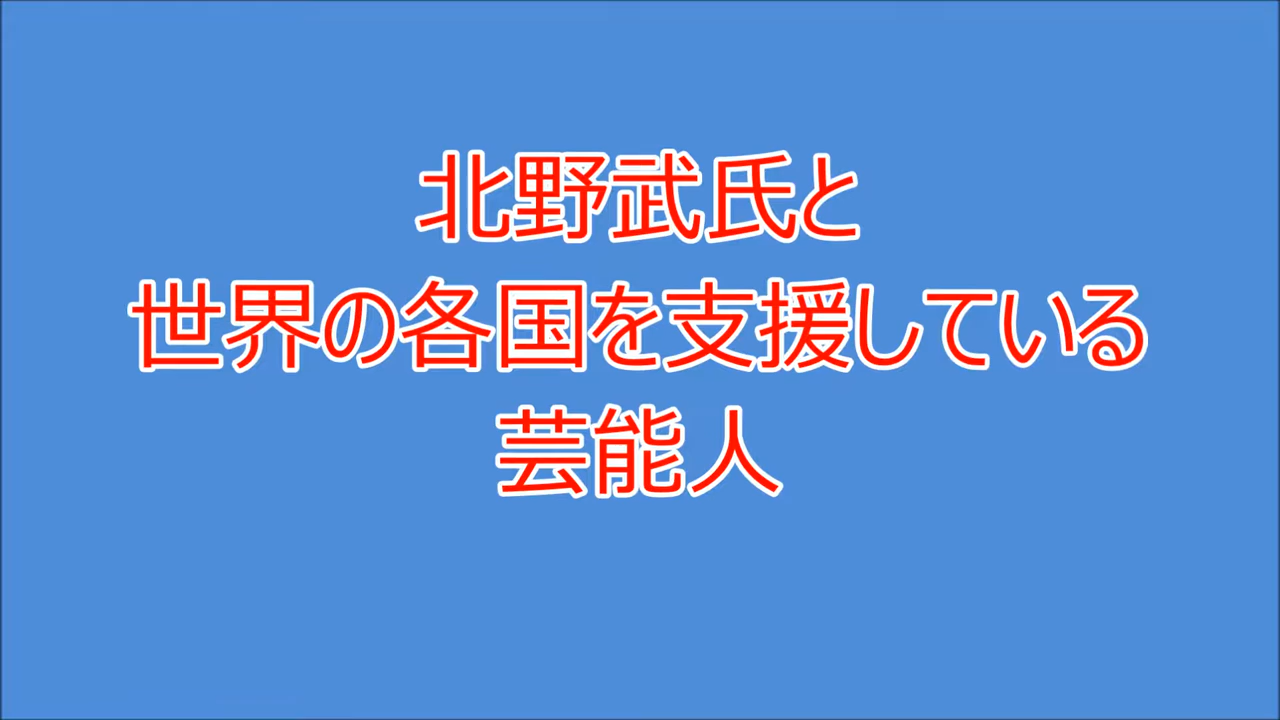 北野武氏と
世界の各国を支援している
芸能人